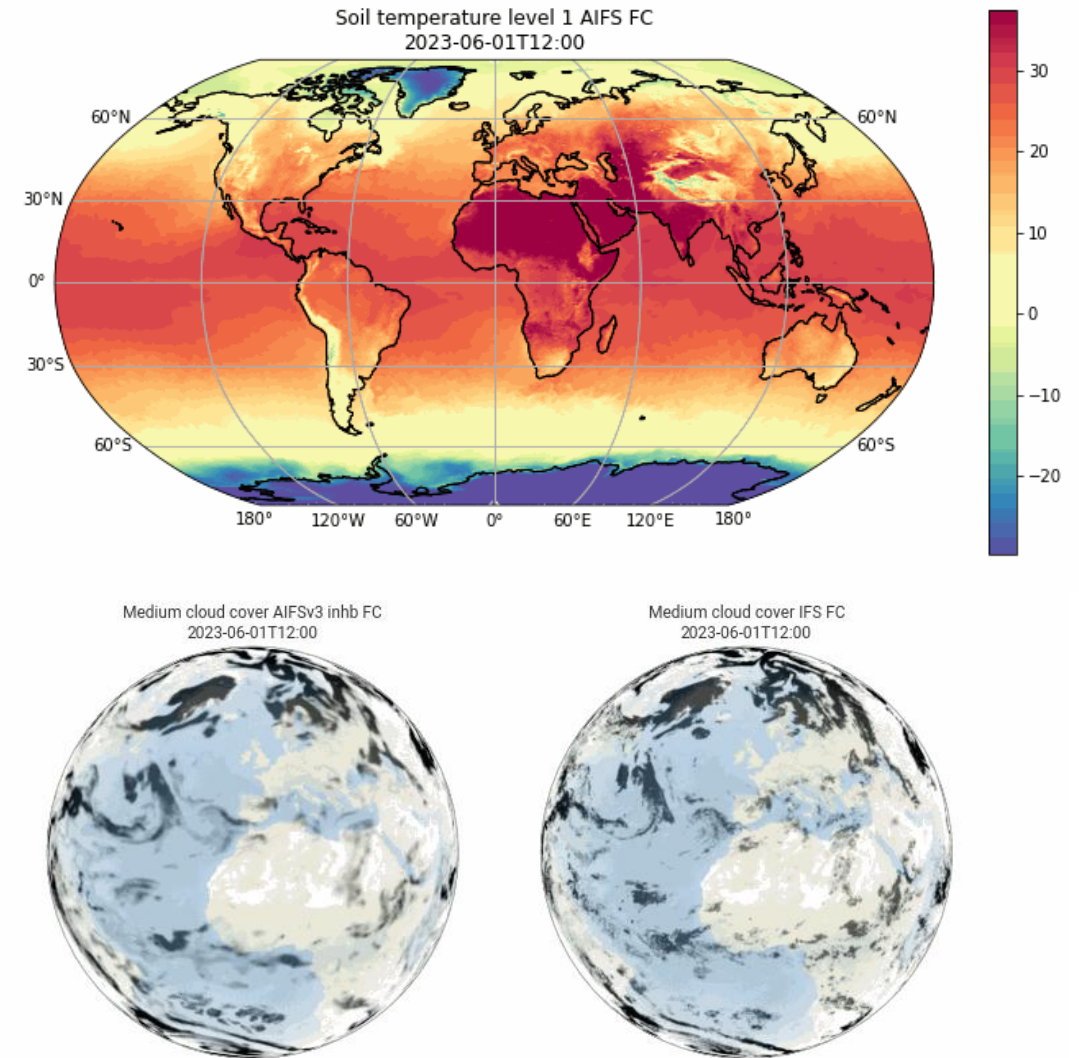 Soil temperature level 1 AIFS FC
2023-06-01T12:00
60°N
60°N
30°N
0°
30°S
60°S
60°S
180°
120°W
60°W
0°
60°E
120°E
180°
30
20
10
0
−10
−20
Medium cloud cover AIFSv3 inhb FC
2023-06-01T12:00
Medium cloud cover IFS FC
2023-06-01T12:00